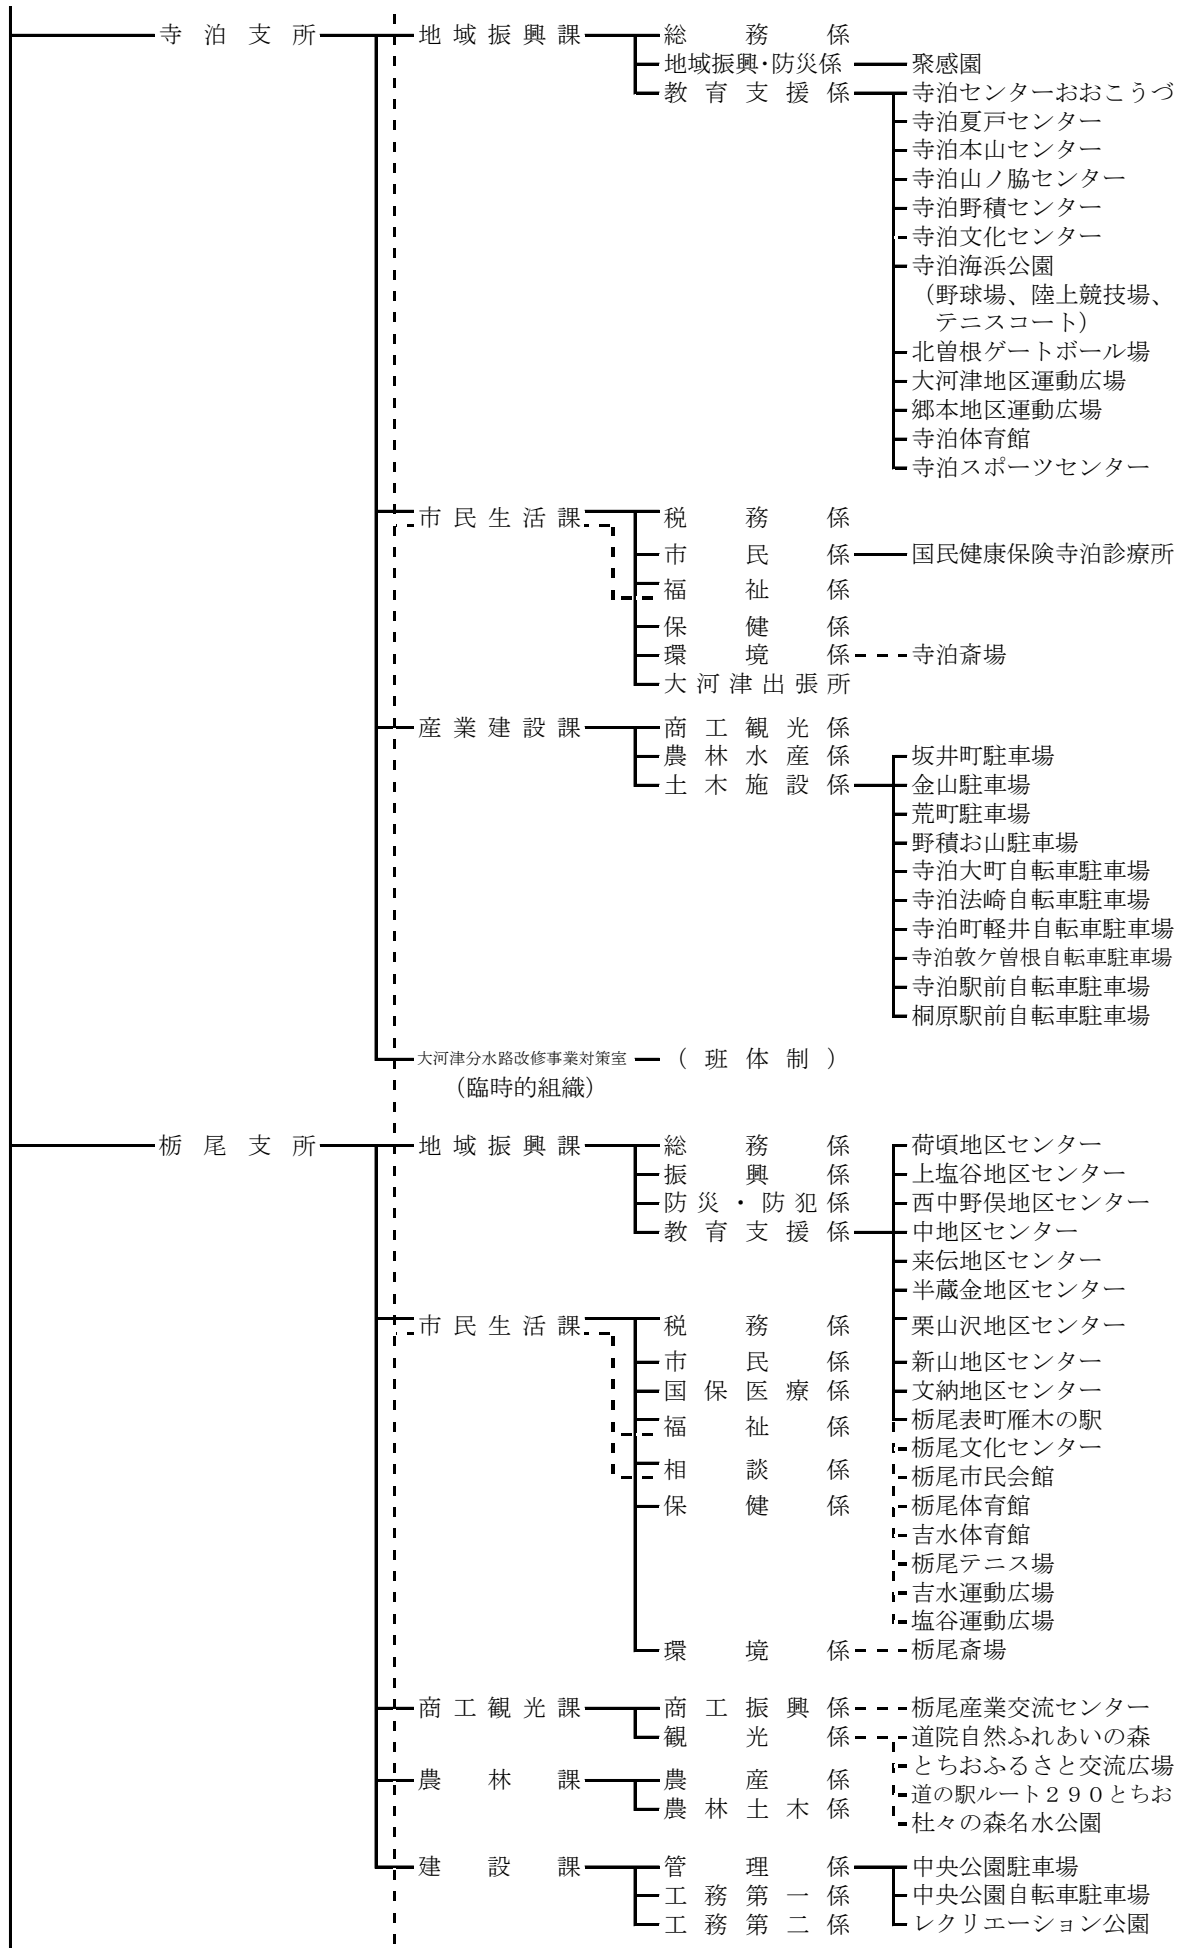 寺泊支所 地域振興課 総務係
地域振興・防災係 聚感園
教育支援係 寺泊センターおおこうづ
寺泊夏戸センター
寺泊本山センター
寺泊山ノ脇センター
寺泊野積センター
寺泊文化センター
寺泊海浜公園
（野球場、陸上競技場、
テニスコート）
北曽根ゲートボール場
大河津地区運動広場
郷本地区運動広場
寺泊体育館
寺泊スポーツセンター
市民生活課 税務係
市民係 国民健康保険寺泊診療所
福祉係
保健係
環境係 寺泊斎場
大河津出張所
産業建設課 商工観光係
農林水産係 坂井町駐車場
土木施設係 金山駐車場
荒町駐車場
野積お山駐車場
寺泊大町自転車駐車場
寺泊法崎自転車駐車場
寺泊町軽井自転車駐車場
寺泊敦ケ曽根自転車駐車場
寺泊駅前自転車駐車場
桐原駅前自転車駐車場
大河津分水路改修事業対策室 （班体制）
（臨時的組織）
栃尾支所 地域振興課 総務係 荷頃地区センター
振興係 上塩谷地区センター
防災・防犯係 西中野俣地区センター
教育支援係 中地区センター
来伝地区センター
半蔵金地区センター
市民生活課 税務係 栗山沢地区センター
市民係 新山地区センター
国保医療係 文納地区センター
福祉係 栃尾表町雁木の駅
栃尾文化センター
相談係 栃尾市民会館
保健係 栃尾体育館
吉水体育館
栃尾テニス場
吉水運動広場
塩谷運動広場
環境係 栃尾斎場
商工観光課 商工振興係 栃尾産業交流センター
観光係 道院自然ふれあいの森
とちおふるさと交流広場
農林課 農産係 道の駅ルート２９０とちお
農林土木係 杜々の森名水公園
建設課 管理係 中央公園駐車場
工務第一係 中央公園自転車駐車場
工務第二係 レクリエーション公園